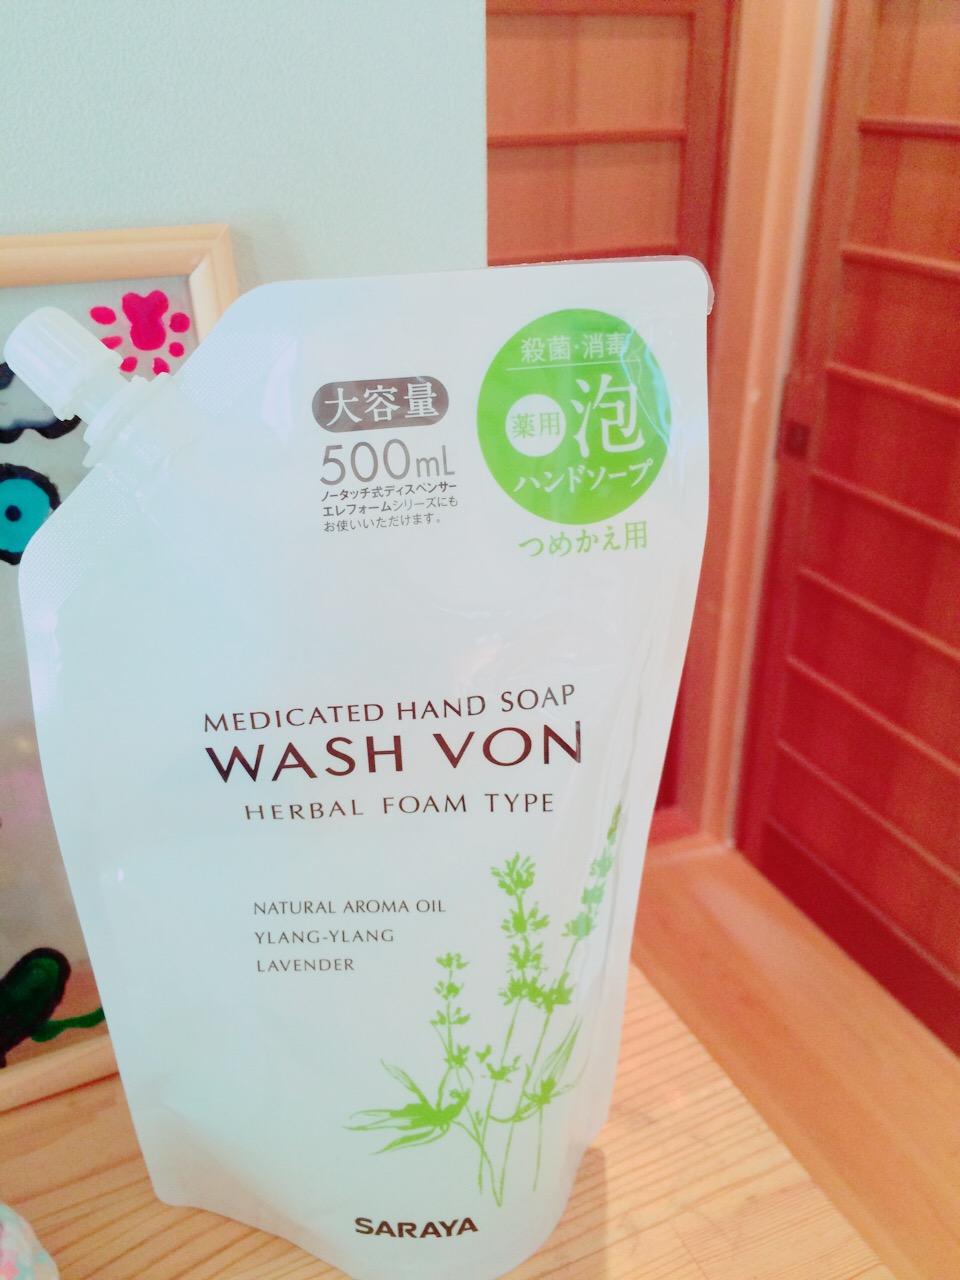 大容量
500mL
ノータッチ式ディスペンサー
エレフォームシリーズにも
お使いいただけます。
殺菌・消毒
薬用
泡
ハンドソープ
つめかえ用
MEDICATED HAND SOAP
WASH VON
HERBAL FOAM TYPE
NATURAL AROMA OIL
YLANG-YLANG
LAVENDER
SARAYA